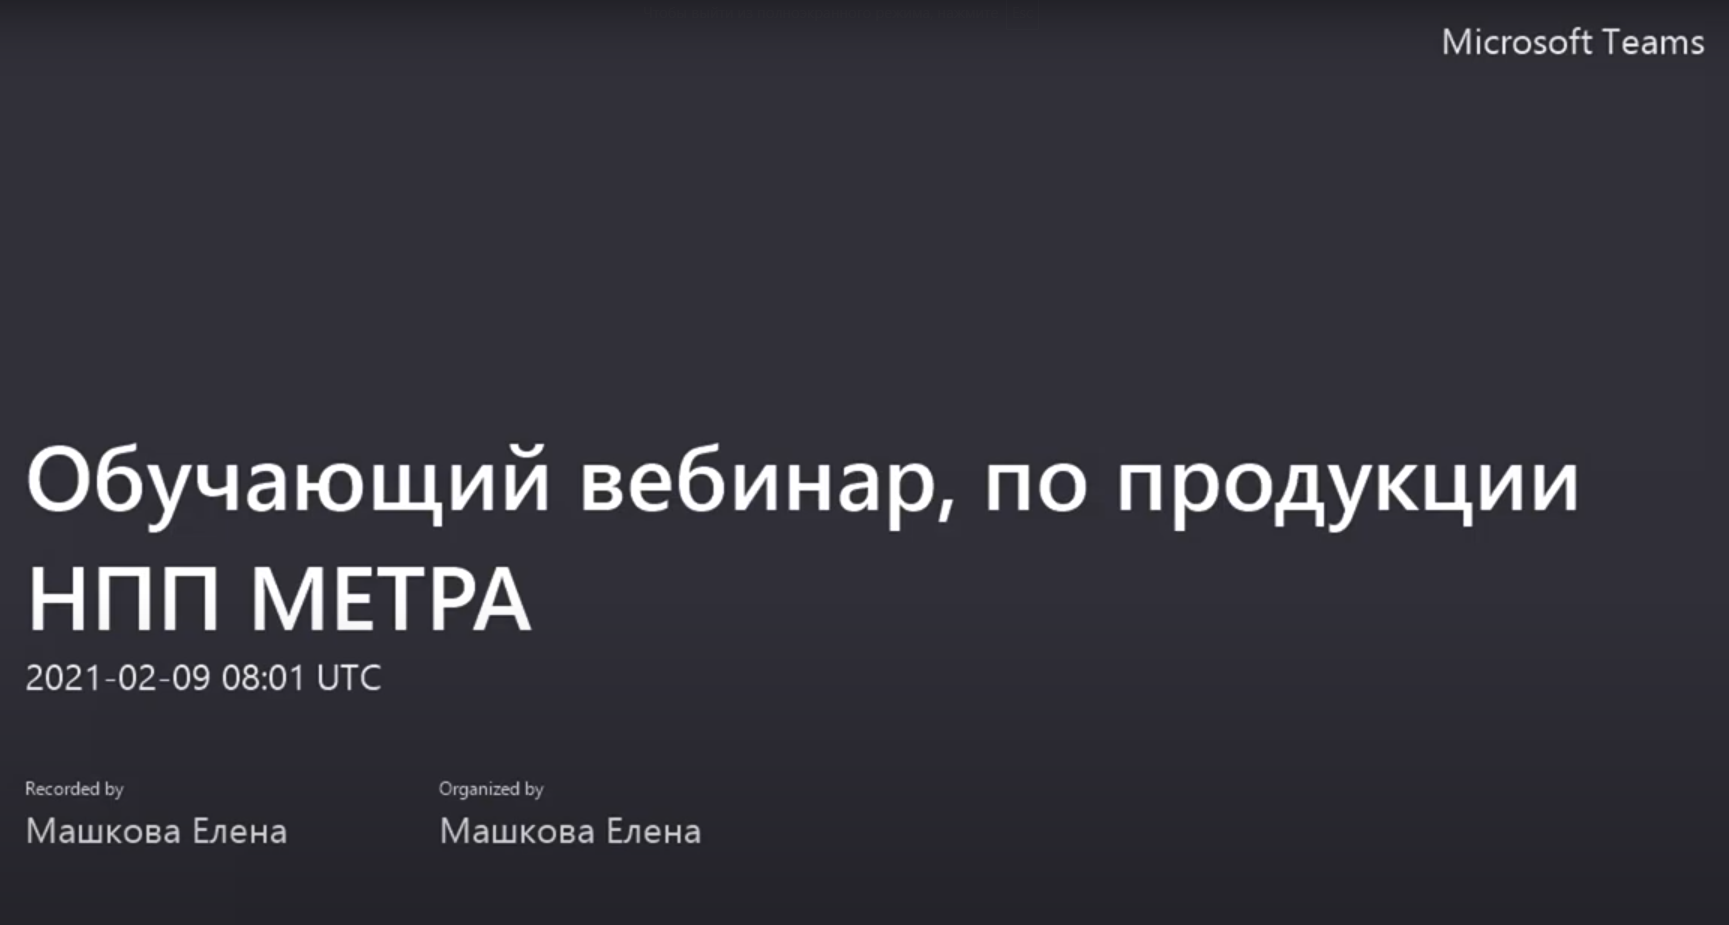 Microsoft Teams
Обучающий вебинар, по продукции
НПП МЕТРА
2021-02-09 08:01 UTC
Recorded by
Машкова Елена
Organized by
Машкова Елена